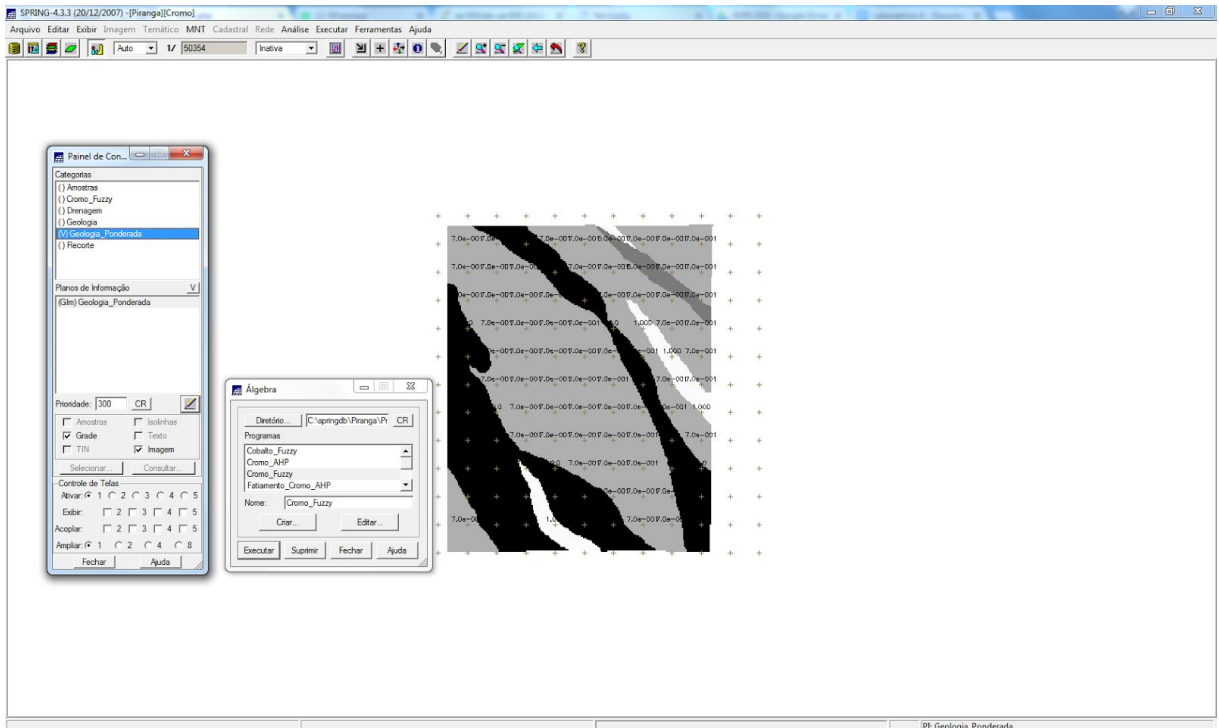 SPRING-4.3.3 (20/12/2007) -[Piranga][Cromo]
Arquivo Editar Exibir Imagem Temático MNT Cadastral Rede Análise Executar Ferramentas Ajuda
Auto 1/ 50354 Inativa
Painel de Con...
Categorias
() Amostras
() Cromo_Fuzzy
() Drenagem
() Geologia
(V) Geologia_Ponderada
() Recorte
Planos de Informação V
(GIm) Geologia_Ponderada
Prioridade: 300 CR
Amostras Isolinhas
Grade Texto
TIN Imagem
Selecionar... Consultar...
Controle de Telas
Ativar: 1 2 3 4 5
Exibir: 2 3 4 5
Acoplar: 2 3 4 5
Ampliar: 1 2 4 8
Fechar Ajuda
Álgebra
Diretório... C:\springdb\Piranga\Pr CR
Programas
Cobalto_Fuzzy
Cromo_AHP
Cromo_Fuzzy
Fatiamento_Cromo_AHP
Nome: Cromo_Fuzzy
Criar... Editar...
Executar Suprimir Fechar Ajuda
PI: Geologia_Ponderada